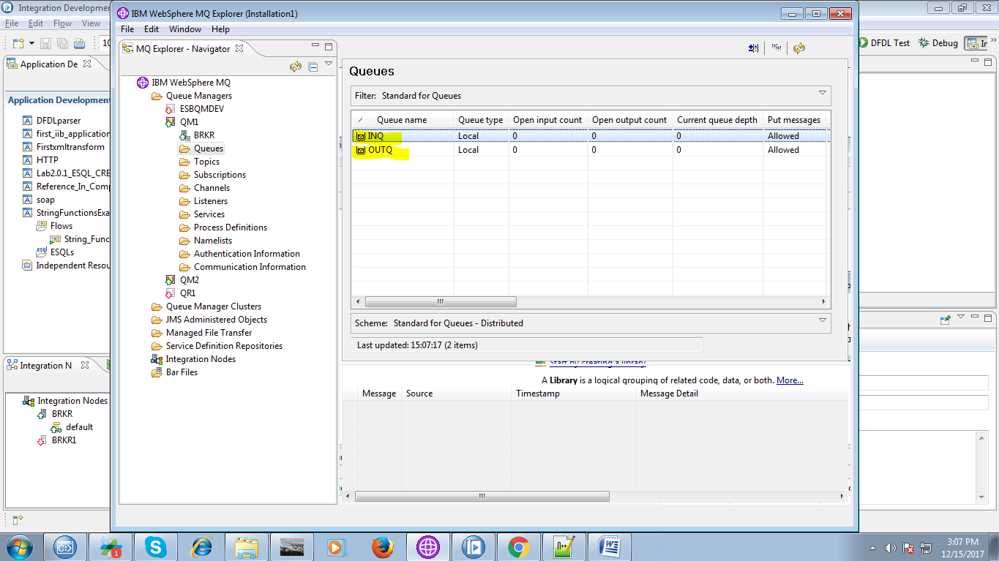 Integration Developmen
File Edit Flow View
10
DFDL Test
Debug
In
Application De
Application Development
DFDLparser
first_iib_application
Firstxmltransform
HTTP
Lab2.0.1_ESQL_CRE
Reference_In_Comp
soap
StringFunctionsExa
Flows
String_Func
ESQLs
Independent Resou
Integration N
Integration Nodes
BRKR
default
BRKR1
IBM WebSphere MQ Explorer (Installation1)
File Edit Window Help
MQ Explorer - Navigator
IBM WebSphere MQ
Queue Managers
ESBQMDEV
QM1
BRKR
Queues
Topics
Subscriptions
Channels
Listeners
Services
Process Definitions
Namelists
Authentication Information
Communication Information
QM2
QR1
Queue Manager Clusters
JMS Administered Objects
Managed File Transfer
Service Definition Repositories
Integration Nodes
Bar Files
Queues
Filter: Standard for Queues
Queue name Queue type Open input count Open output count Current queue depth Put messages
INQ Local 0 0 0 Allowed
OUTQ Local 0 0 0 Allowed
Scheme: Standard for Queues - Distributed
Last updated: 15:07:17 (2 items)
Start by creating a library
A Library is a logical grouping of related code, data, or both. More...
Message Source Timestamp Message Detail
3:07 PM
12/15/2017